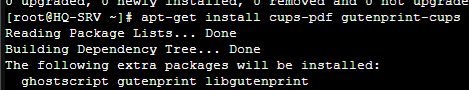 0 upgraded, 0 newly installed, 0 removed and 0 not upgrade
[root@HQ-SRV ~]# apt-get install cups-pdf gutenprint-cups
Reading Package Lists... Done
Building Dependency Tree... Done
The following extra packages will be installed:
  ghostscript gutenprint libgutenprint